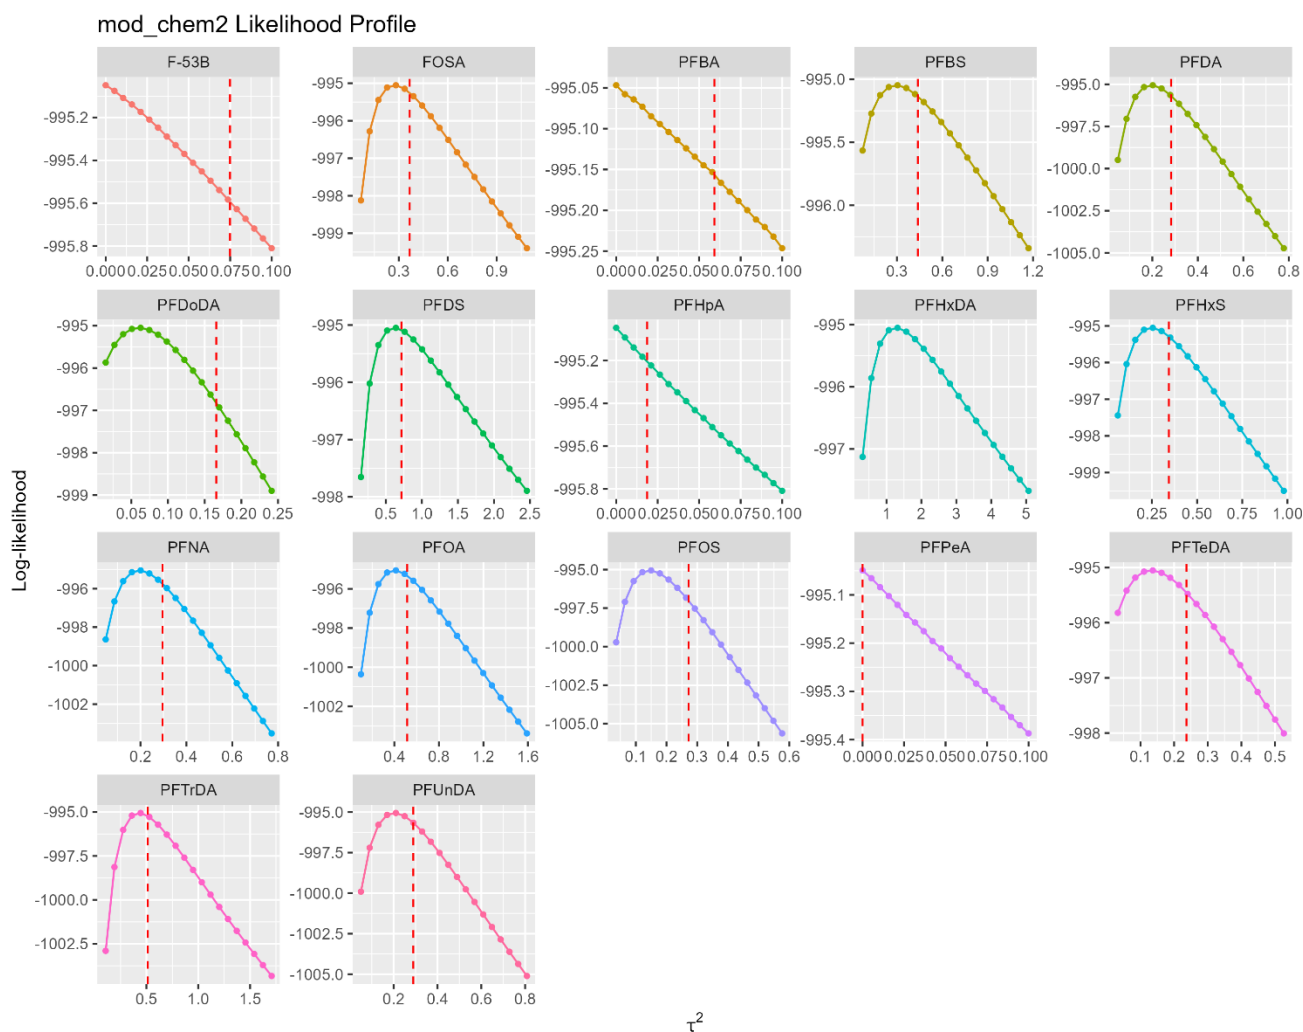 mod_chem2 Likelihood Profile
F-53B FOSA PFBA PFBS PFDA
-995.2 -995.4 -995.6 -995.8
0.000 0.025 0.050 0.075 0.100
-995 -996 -997 -998 -999
0.3 0.6 0.9
-995.05 -995.10 -995.15 -995.20 -995.25
0.000 0.025 0.050 0.075 0.100
-995.0 -995.5 -996.0
0.3 0.6 0.9 1.2
-995.0 -997.5 -1000.0 -1002.5 -1005.0
0.0 0.2 0.4 0.6 0.8
PFDoDA PFDS PFHpA PFHxDA PFHxS
-995 -996 -997 -998 -999
0.05 0.10 0.15 0.20 0.25
-995 -996 -997 -998
0.5 1.0 1.5 2.0 2.5
-995.2 -995.4 -995.6 -995.8
0.000 0.025 0.050 0.075 0.100
-995 -996 -997
1 2 3 4 5
-995 -996 -997 -998 -999
0.25 0.50 0.75 1.00
Log-likelihood
PFNA PFOA PFOS PFPeA PFTeDA
-996 -998 -1000 -1002
0.2 0.4 0.6 0.8
-996 -998 -1000 -1002
0.4 0.8 1.2 1.6
-995.0 -997.5 -1000.0 -1002.5 -1005.0
0.1 0.2 0.3 0.4 0.5 0.6
-995.1 -995.2 -995.3 -995.4
0.000 0.025 0.050 0.075 0.100
-995 -996 -997 -998
0.1 0.2 0.3 0.4 0.5
PFTrDA PFUnDA
-995.0 -997.5 -1000.0 -1002.5
0.5 1.0 1.5
-995.0 -997.5 -1000.0 -1002.5 -1005.0
0.2 0.4 0.6 0.8
τ²